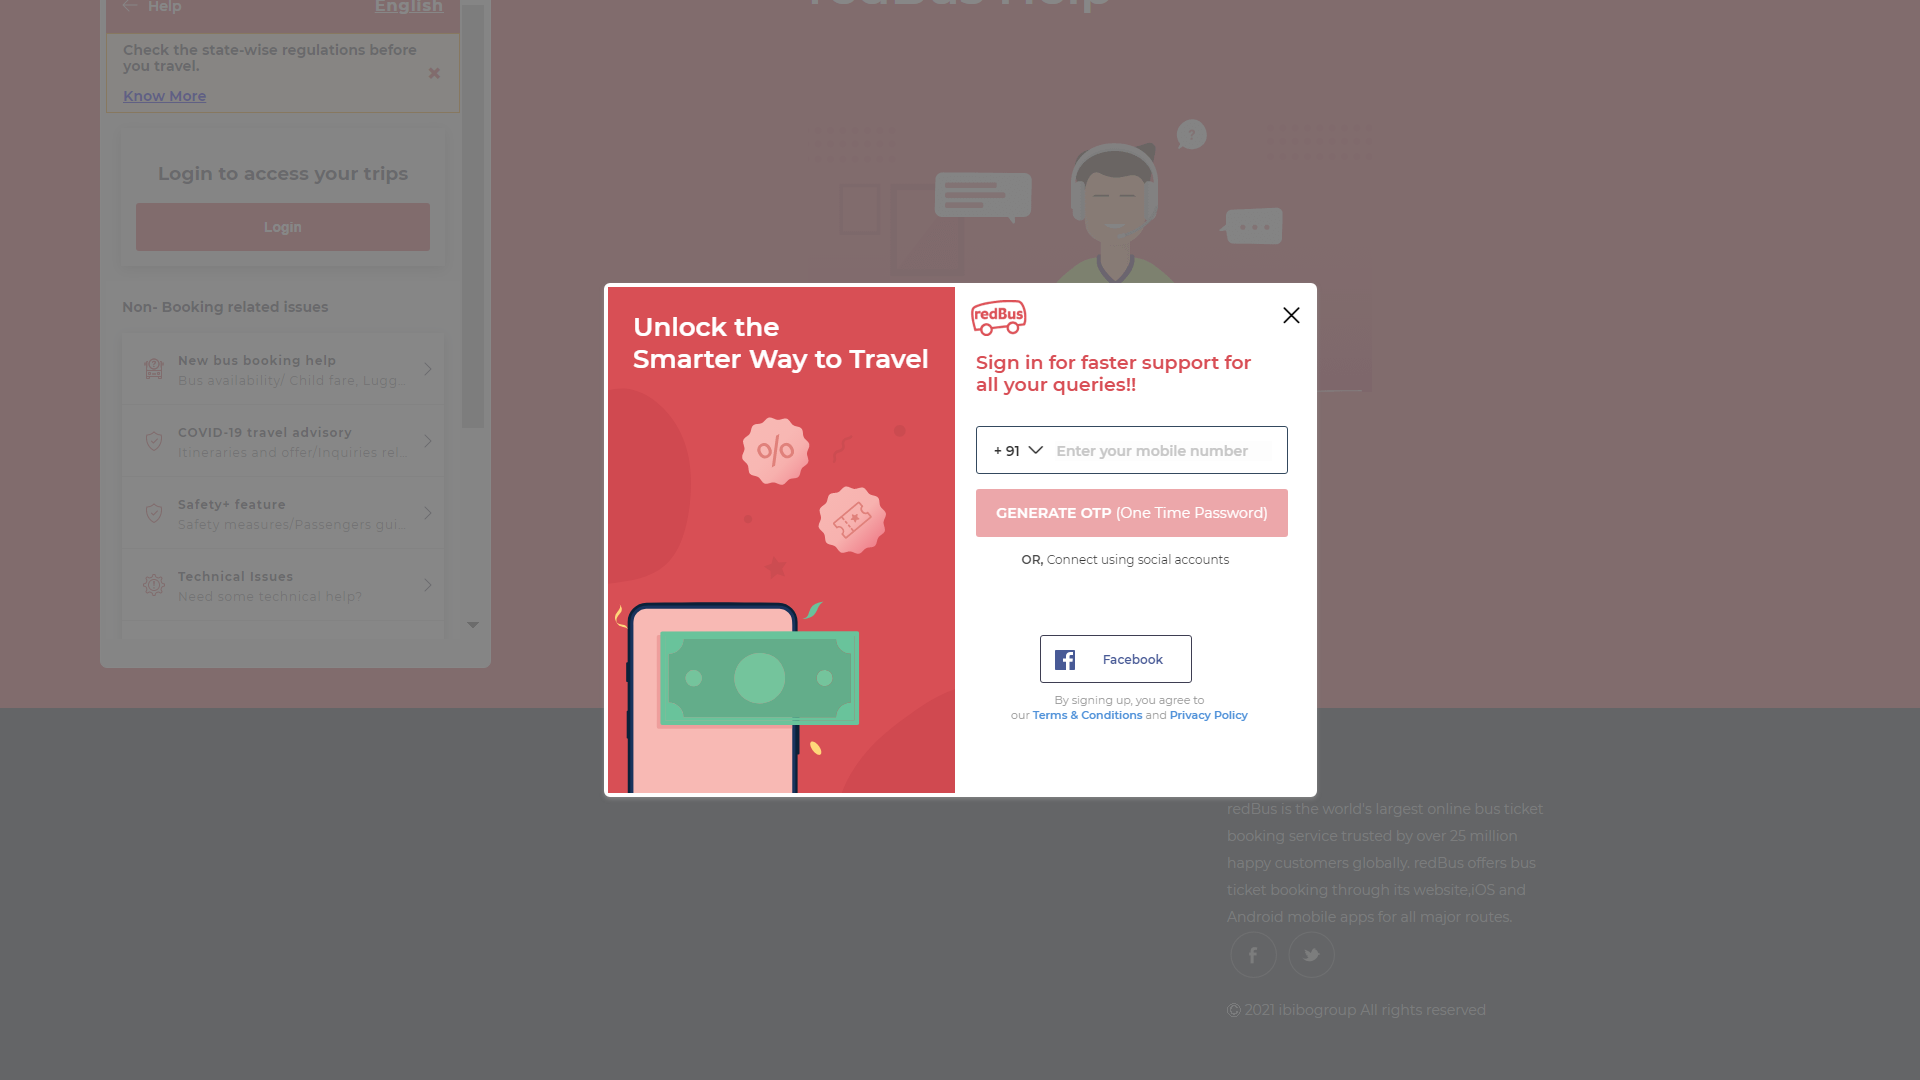 Help
English
redBus Help
Check the state-wise regulations before
you travel.
Know More
Login to access your trips
Login
Non- Booking related issues
New bus booking help
Bus availability/ Child fare, Lugg...
COVID-19 travel advisory
Itineraries and offer/Inquiries rel...
Safety+ feature
Safety measures/Passengers gui...
Technical Issues
Need some technical help?
?
Unlock the
Smarter Way to Travel
%
redBus
Sign in for faster support for
all your queries!!
+ 91
Enter your mobile number
GENERATE OTP (One Time Password)
OR, Connect using social accounts
Facebook
By signing up, you agree to
our Terms & Conditions and Privacy Policy
redBus is the world's largest online bus ticket
booking service trusted by over 25 million
happy customers globally. redBus offers bus
ticket booking through its website,iOS and
Android mobile apps for all major routes.
© 2021 ibibogroup All rights reserved